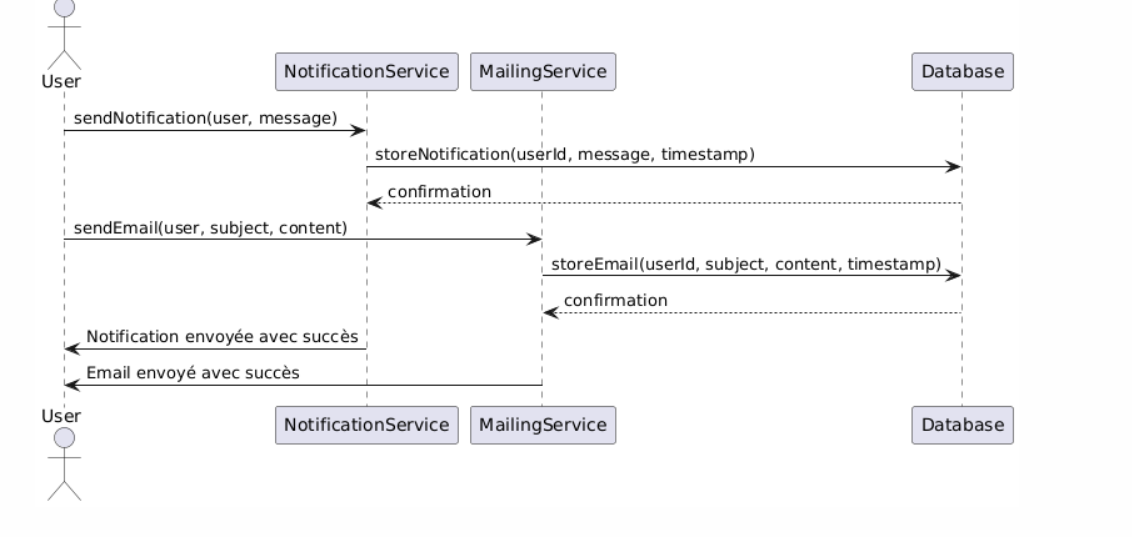 User
NotificationService
MailingService
Database
sendNotification(user, message)
storeNotification(userId, message, timestamp)
confirmation
sendEmail(user, subject, content)
storeEmail(userId, subject, content, timestamp)
confirmation
Notification envoyée avec succès
Email envoyé avec succès
User
NotificationService
MailingService
Database